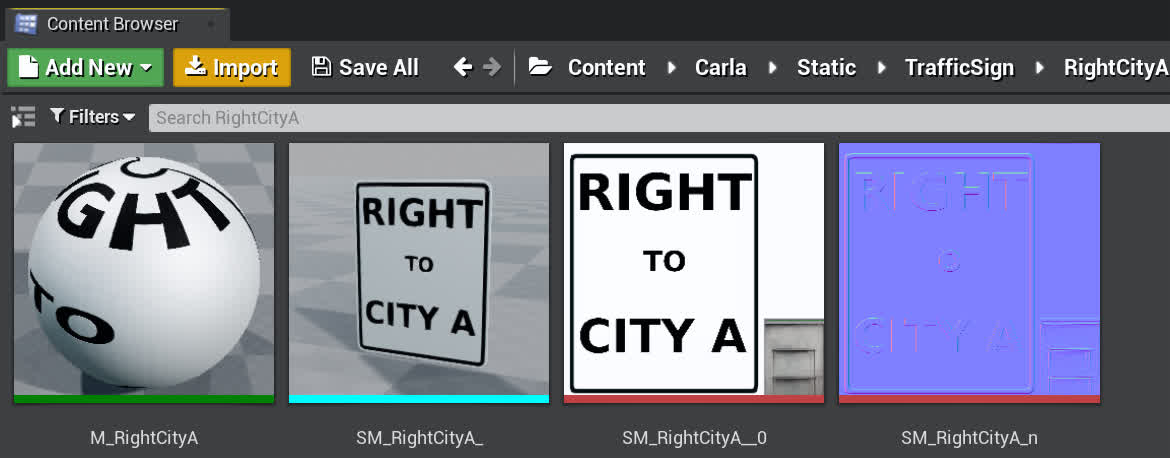 Content Browser
Add New Import Save All Content Carla Static TrafficSign RightCityA
Filters Search RightCityA
C
GHT
TO
RIGHT
TO
CITY A
RIGHT
TO
CITY A
RIGHT
O
CITY A
M_RightCityA
SM_RightCityA_
SM_RightCityA__0
SM_RightCityA_n